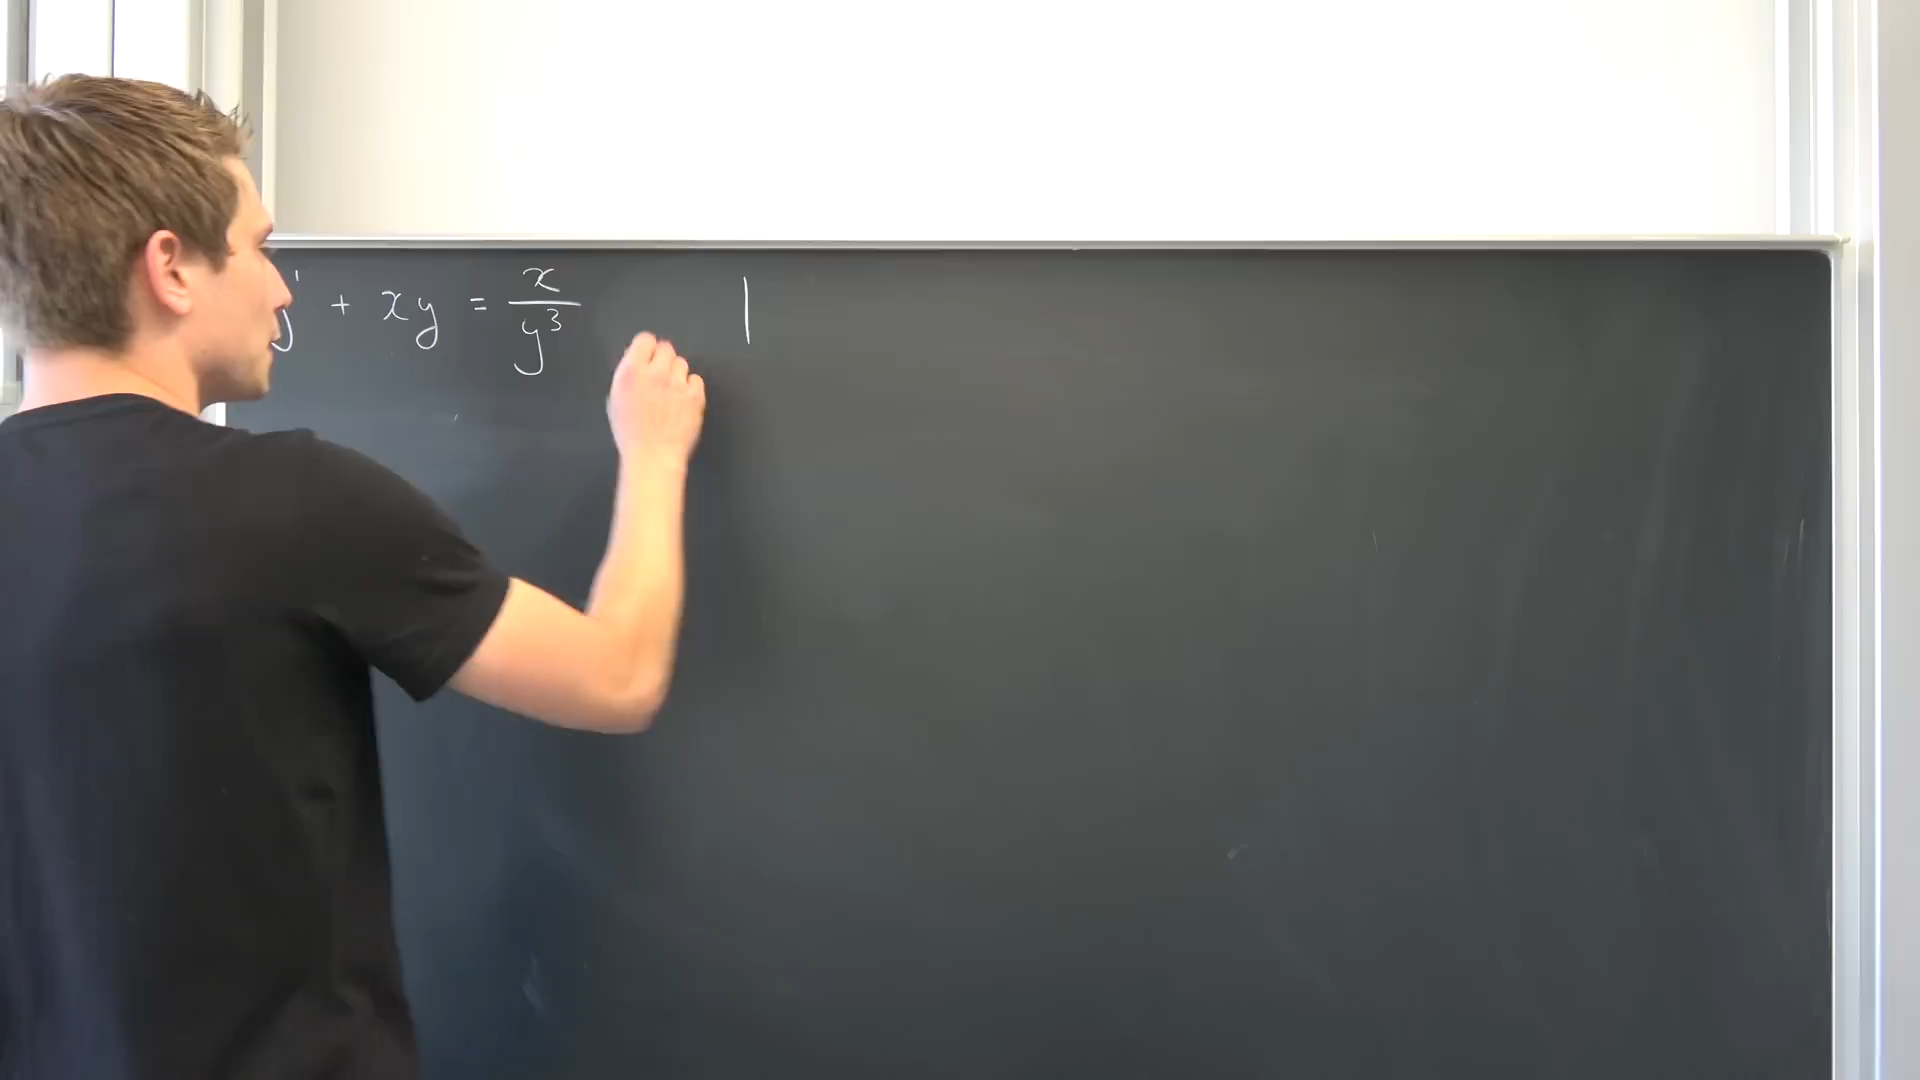 y' + xy = x/y³ |